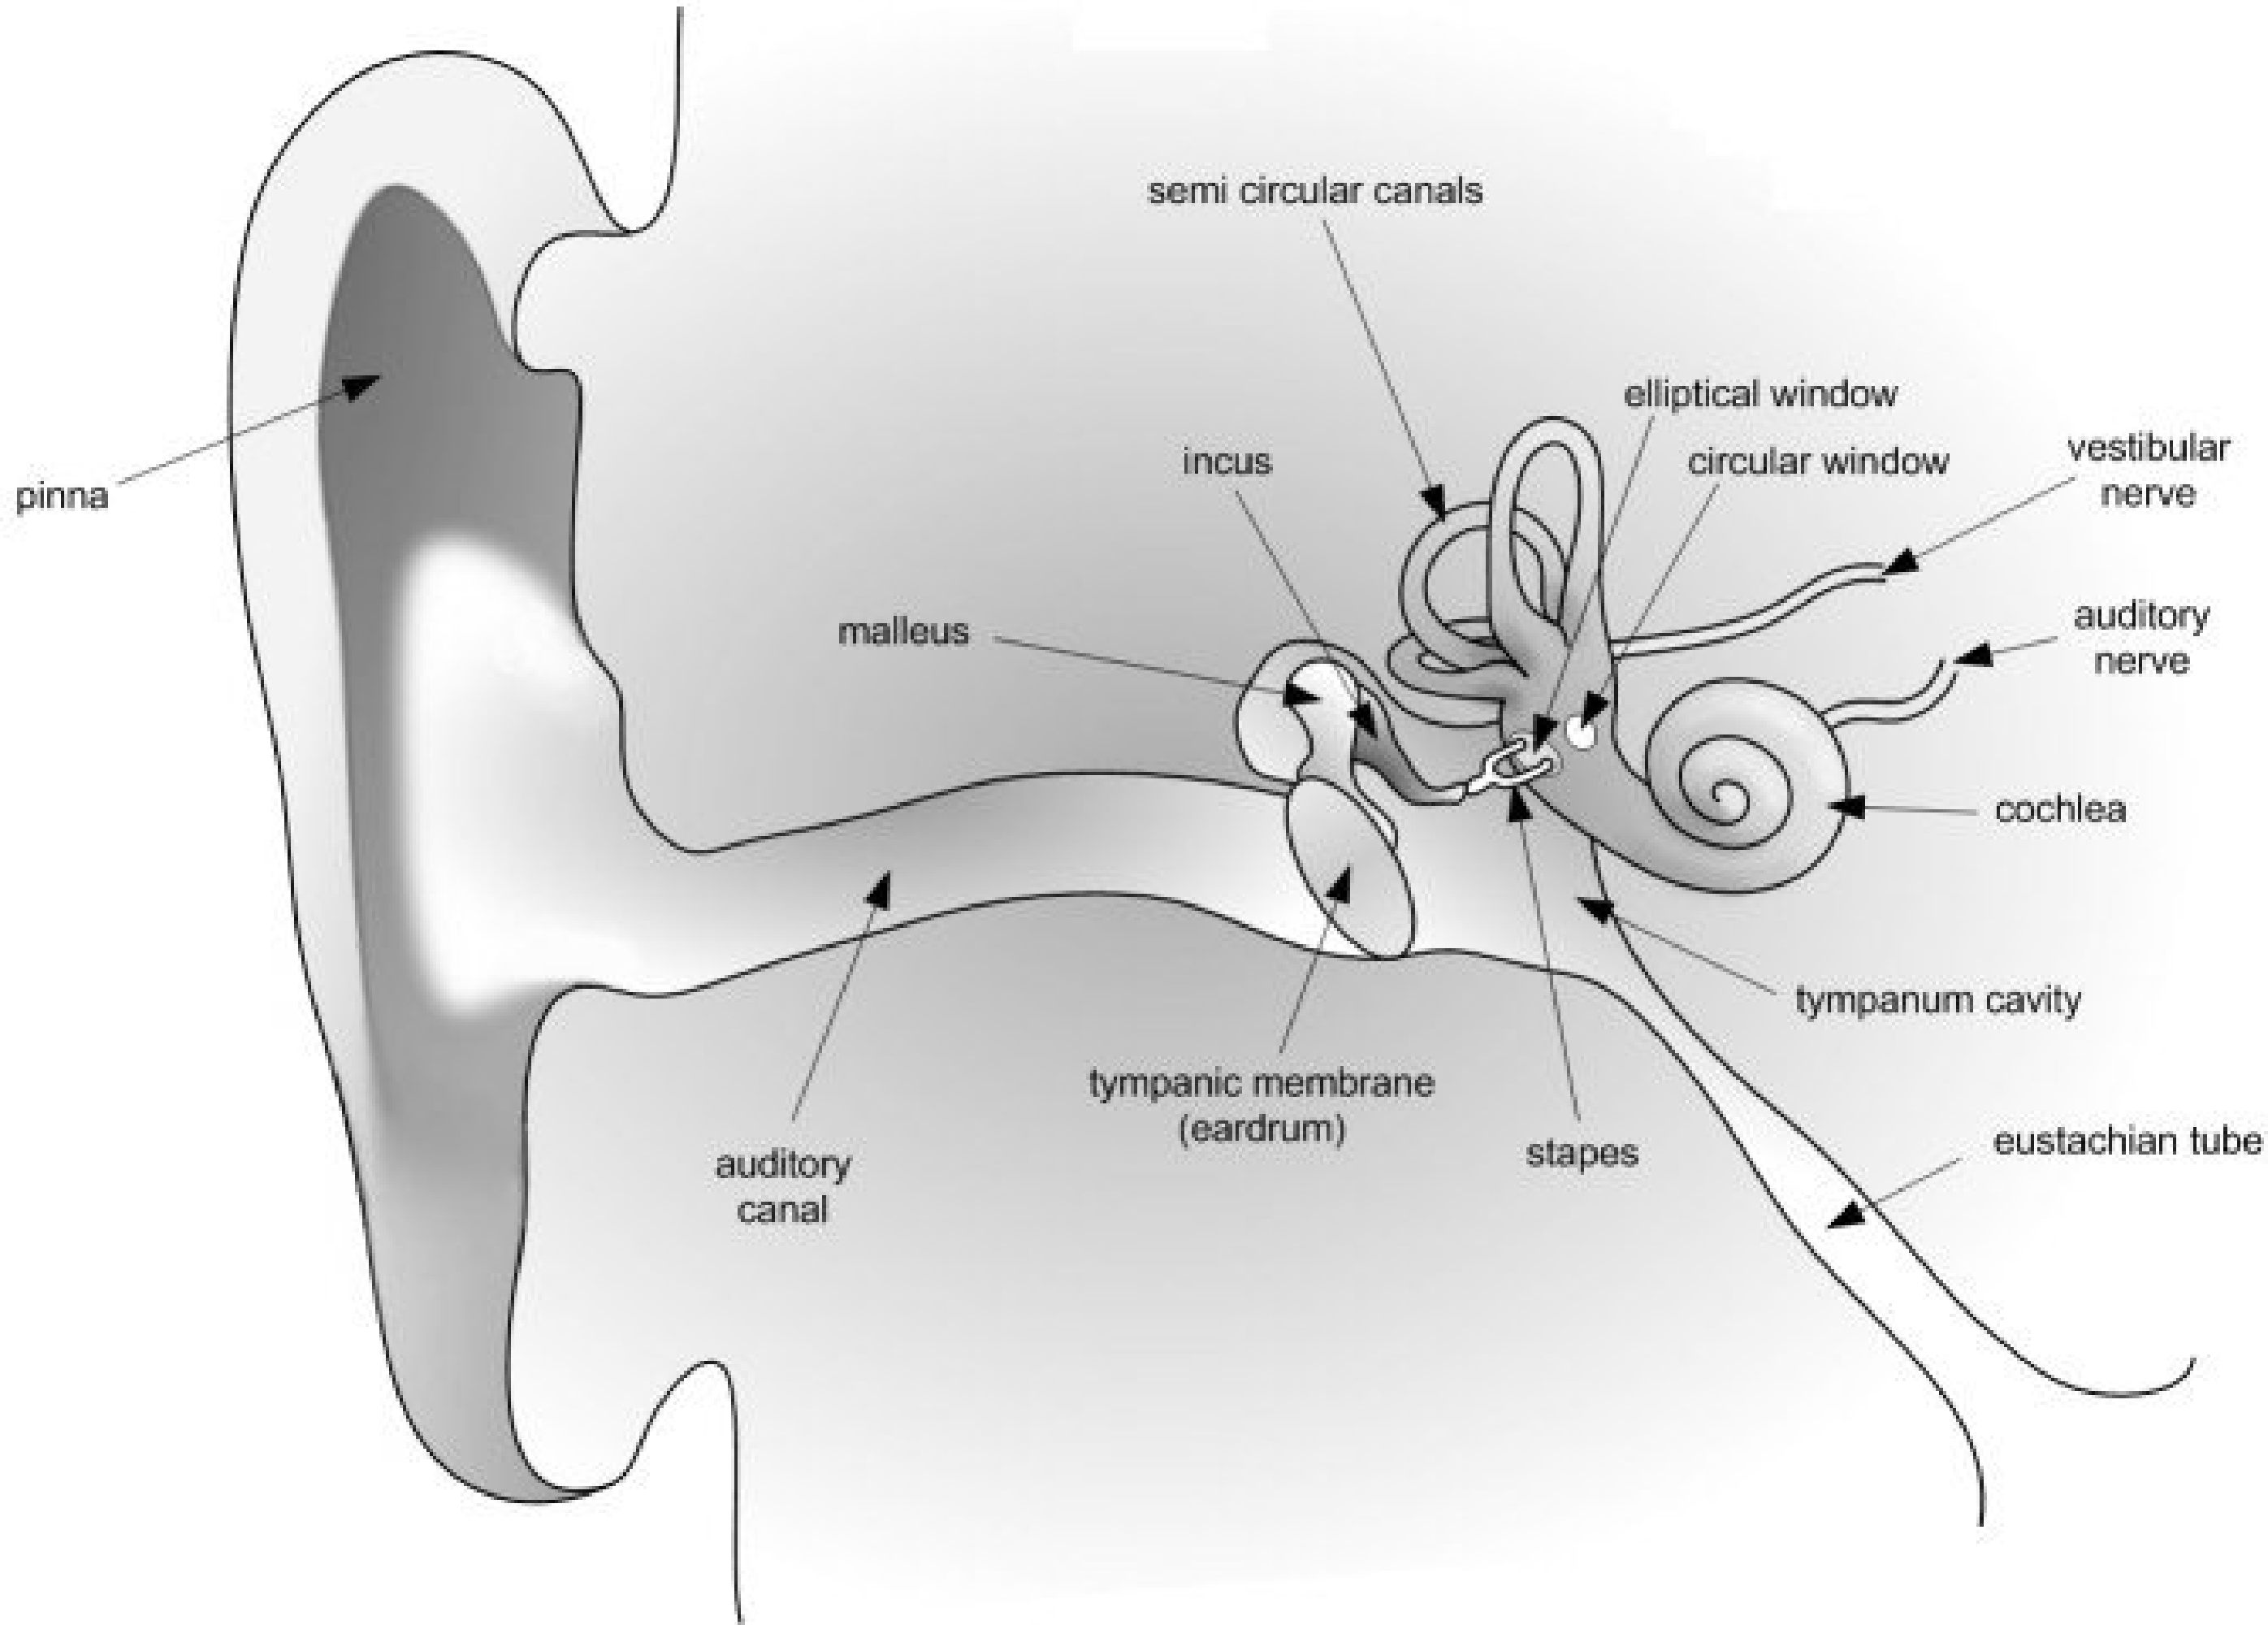 semi circular canals
elliptical window
incus
circular window
vestibular
nerve
pinna
malleus
auditory
nerve
cochlea
tympanum cavity
tympanic membrane
(eardrum)
stapes
eustachian tube
auditory
canal